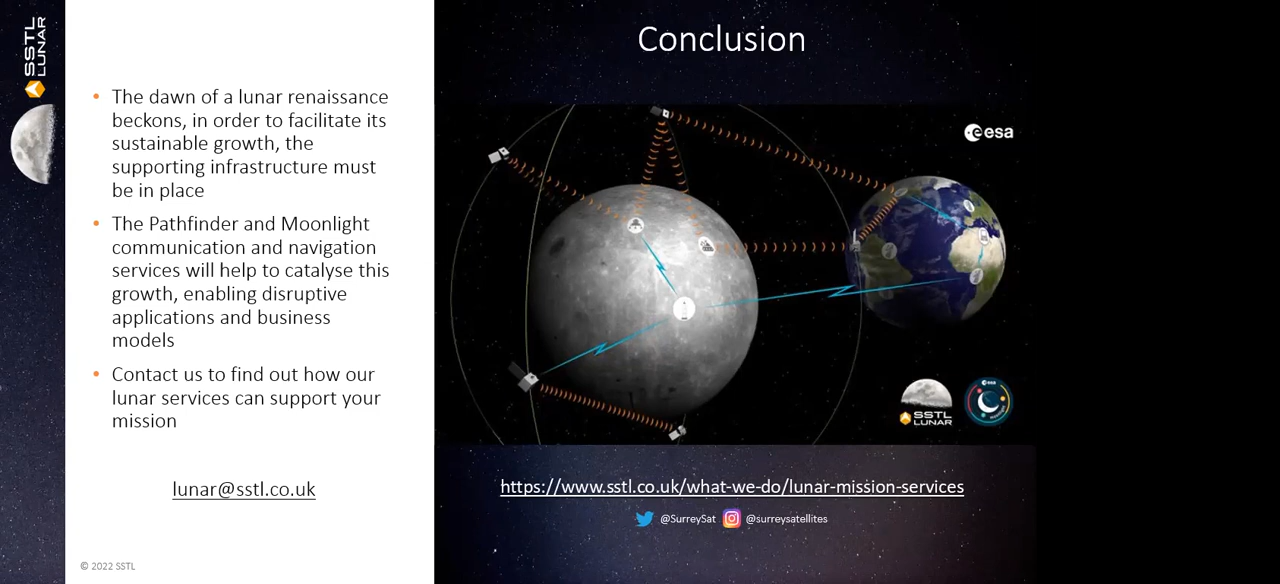 SSTL
LUNAR
Conclusion
• The dawn of a lunar renaissance
beckons, in order to facilitate its
sustainable growth, the
supporting infrastructure must
be in place
• The Pathfinder and Moonlight
communication and navigation
services will help to catalyse this
growth, enabling disruptive
applications and business
models
• Contact us to find out how our
lunar services can support your
mission
lunar@sstl.co.uk
© 2022 SSTL
esa
SSTL
LUNAR
esa
https://www.sstl.co.uk/what-we-do/lunar-mission-services
@SurreySat @surreysatellites